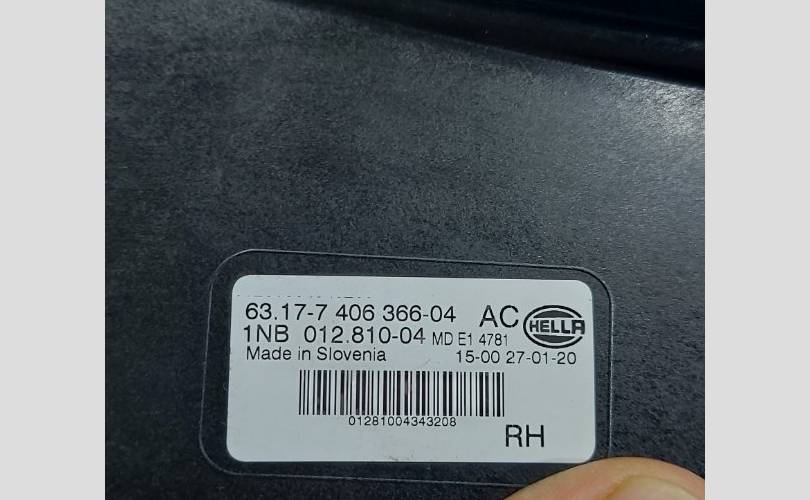 63.17-7 406 366-04 AC HELLA
1NB 012.810-04 MD E1 4781
Made in Slovenia 15-00 27-01-20
01281004343208
RH